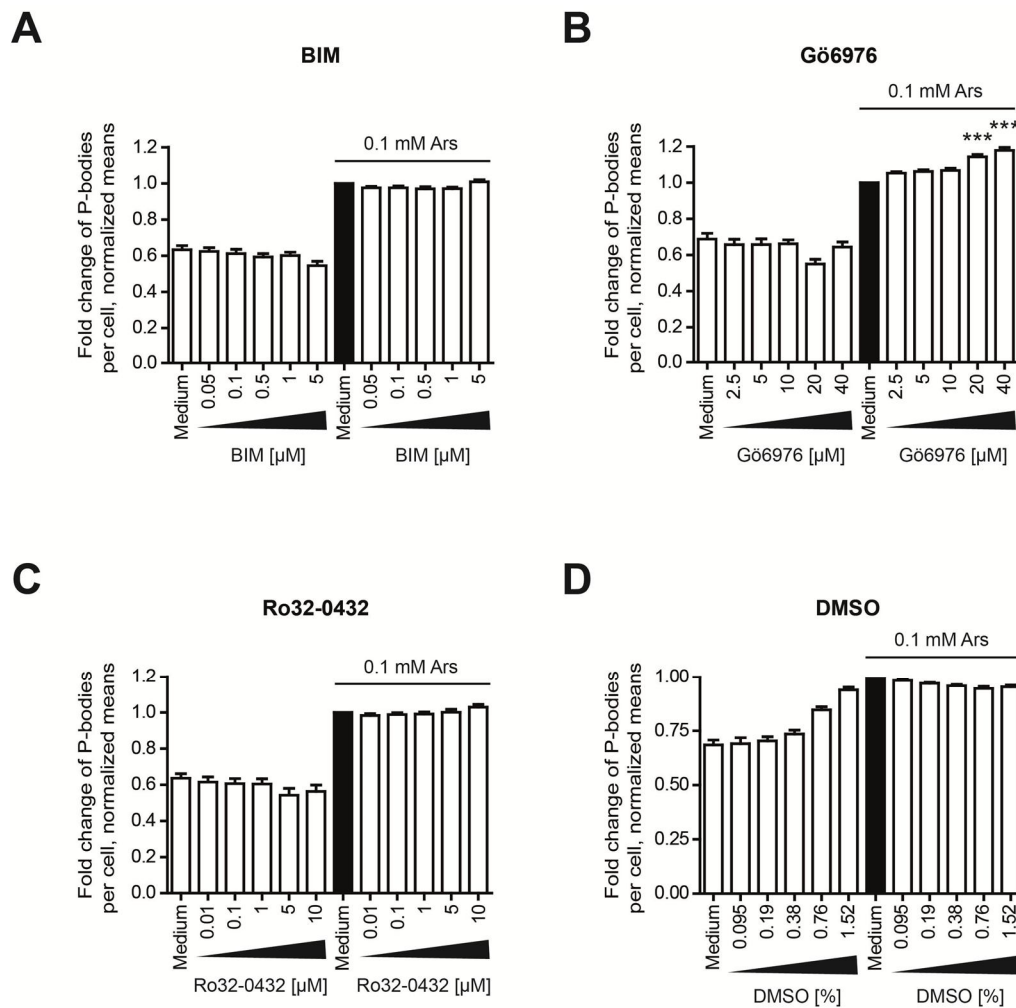 A
BIM
0.1 mM Ars
Fold change of P-bodies
per cell, normalized means
1.2
1.0
0.8
0.6
0.4
0.2
0.0
Medium
0.05
0.1
0.5
1
5
Medium
0.05
0.1
0.5
1
5
BIM [µM]
BIM [µM]
B
Gö6976
0.1 mM Ars
***
***
Fold change of P-bodies
per cell, normalized means
1.2
1.0
0.8
0.6
0.4
0.2
0.0
Medium
2.5
5
10
20
40
Medium
2.5
5
10
20
40
Gö6976 [µM]
Gö6976 [µM]
C
Ro32-0432
0.1 mM Ars
Fold change of P-bodies
per cell, normalized means
1.2
1.0
0.8
0.6
0.4
0.2
0.0
Medium
0.01
0.1
1
5
10
Medium
0.01
0.1
1
5
10
Ro32-0432 [µM]
Ro32-0432 [µM]
D
DMSO
0.1 mM Ars
Fold change of P-bodies
per cell, normalized means
1.00
0.75
0.50
0.25
0.00
Medium
0.095
0.19
0.38
0.76
1.52
Medium
0.095
0.19
0.38
0.76
1.52
DMSO [%]
DMSO [%]